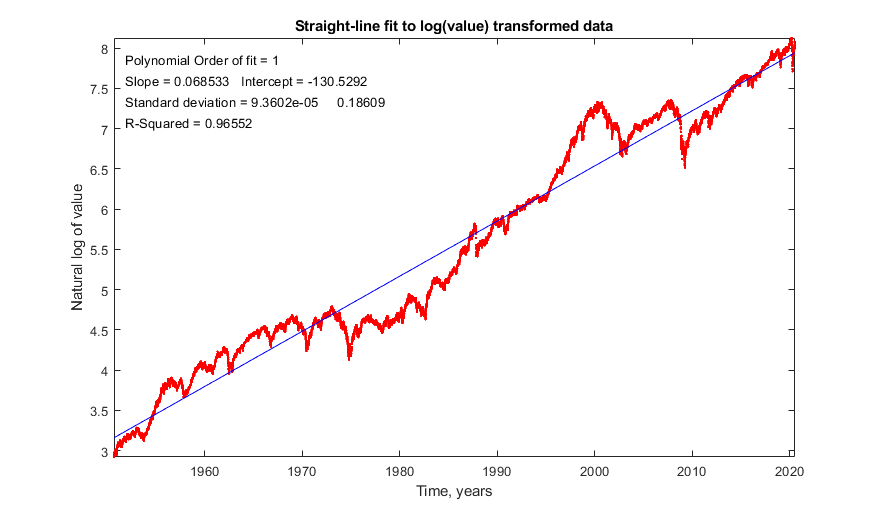 Straight-line fit to log(value) transformed data
Polynomial Order of fit = 1
Slope = 0.068533 Intercept = -130.5292
Standard deviation = 9.3602e-05 0.18609
R-Squared = 0.96552
Natural log of value
8
7.5
7
6.5
6
5.5
5
4.5
4
3.5
3
1960 1970 1980 1990 2000 2010 2020
Time, years